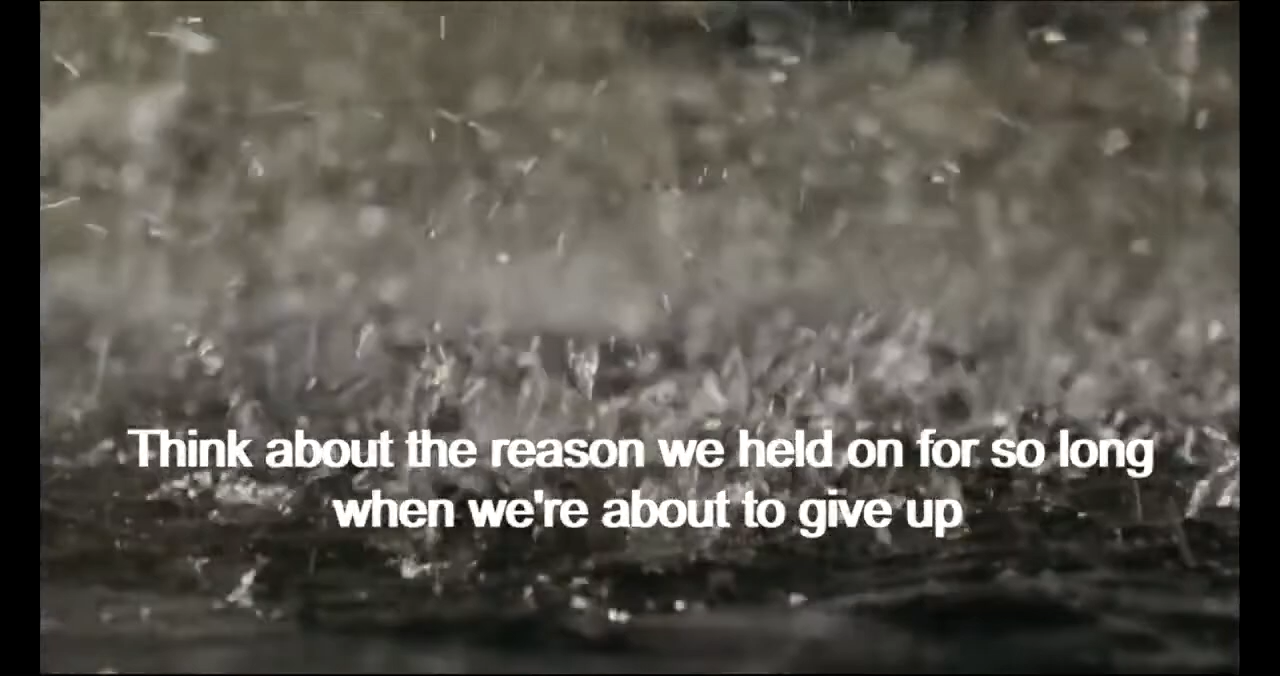 Think about the reason we held on for so long
when we're about to give up